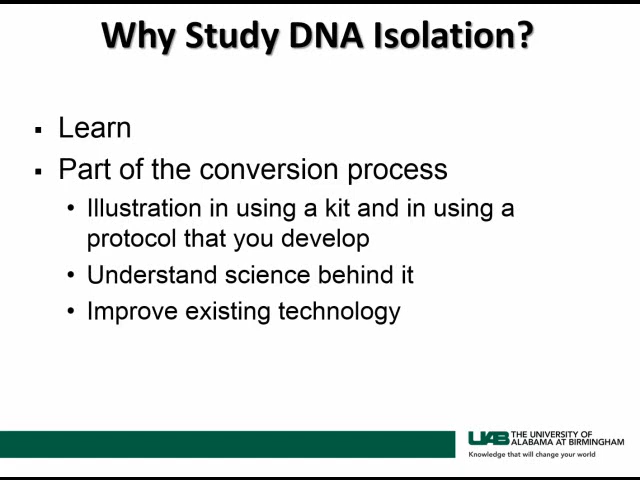 Why Study DNA Isolation?
▪ Learn
▪ Part of the conversion process
• Illustration in using a kit and in using a
protocol that you develop
• Understand science behind it
• Improve existing technology
UAB THE UNIVERSITY OF
ALABAMA AT BIRMINGHAM
Knowledge that will change your world